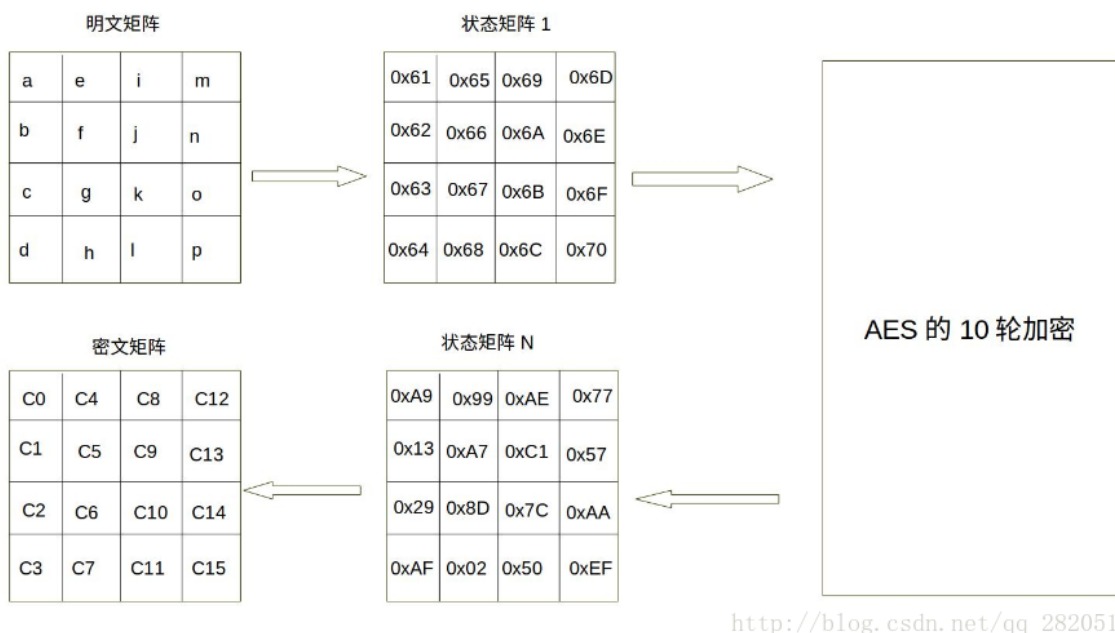 明文矩阵
a e i m
b f j n
c g k o
d h l p
状态矩阵 1
0x61 0x65 0x69 0x6D
0x62 0x66 0x6A 0x6E
0x63 0x67 0x6B 0x6F
0x64 0x68 0x6C 0x70
AES 的 10 轮加密
状态矩阵 N
0xA9 0x99 0xAE 0x77
0x13 0xA7 0xC1 0x57
0x29 0x8D 0x7C 0xAA
0xAF 0x02 0x50 0xEF
密文矩阵
C0 C4 C8 C12
C1 C5 C9 C13
C2 C6 C10 C14
C3 C7 C11 C15
http://blog.csdn.net/qq_282051